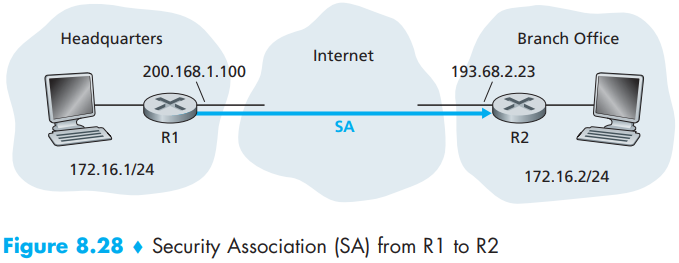 Headquarters
Internet
Branch Office
200.168.1.100
193.68.2.23
SA
R1
R2
172.16.1/24
172.16.2/24
Figure 8.28 ♦ Security Association (SA) from R1 to R2